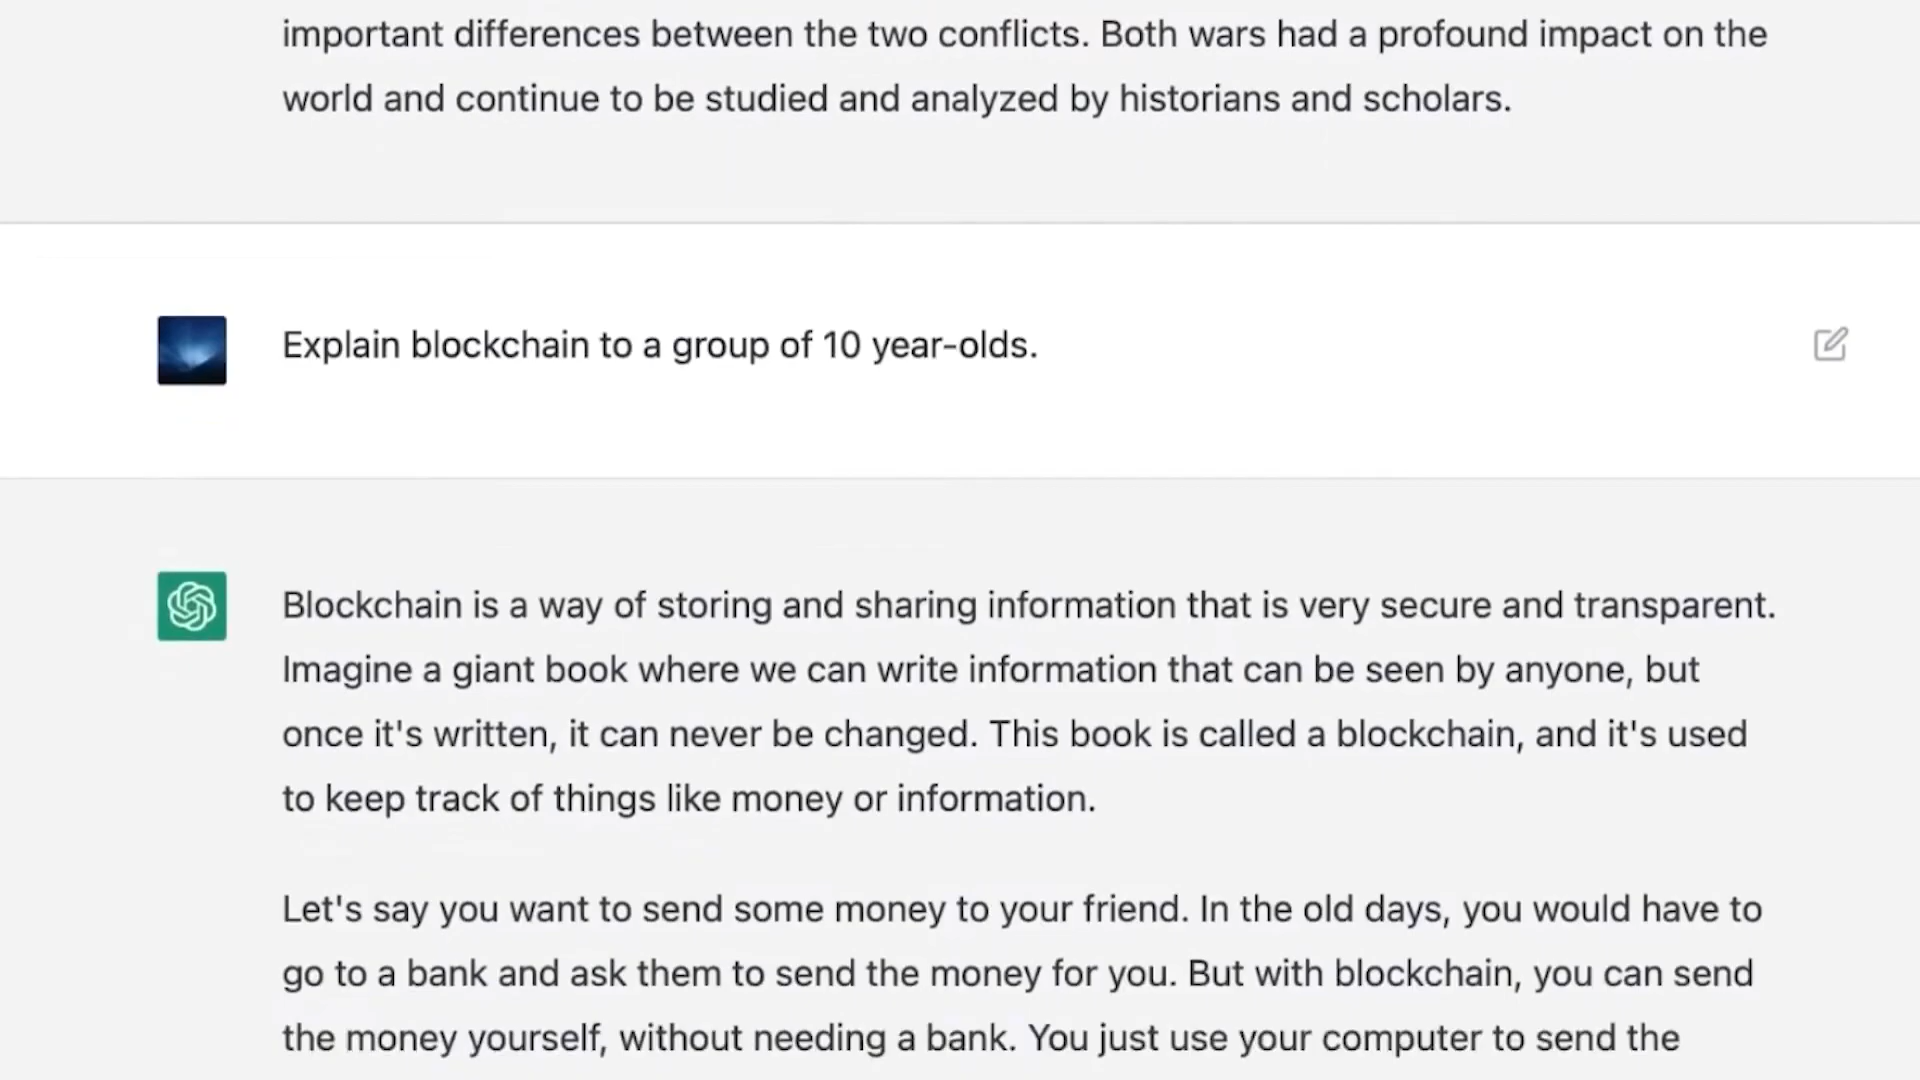 important differences between the two conflicts. Both wars had a profound impact on the
world and continue to be studied and analyzed by historians and scholars.
Explain blockchain to a group of 10 year-olds.
Blockchain is a way of storing and sharing information that is very secure and transparent.
Imagine a giant book where we can write information that can be seen by anyone, but
once it's written, it can never be changed. This book is called a blockchain, and it's used
to keep track of things like money or information.
Let's say you want to send some money to your friend. In the old days, you would have to
go to a bank and ask them to send the money for you. But with blockchain, you can send
the money yourself, without needing a bank. You just use your computer to send the